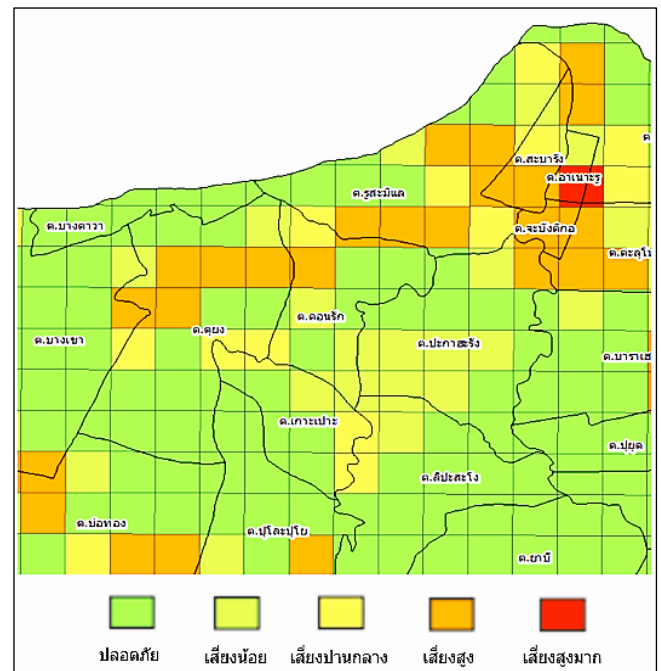 ต.สะบารัง
ต.อาเนาะรู
ต.รูสะมิแล
ต.บางตาวา
ต.จะบังติกอ
ต.ตะลุโบ
ต.ดอนรัก
ต.ตุยง
ต.บางเขา
ต.ปะกาฮะรัง
ต.บาราเฮ
ต.เกาะเปาะ
ต.ปุยุด
ต.ลิปะสะโง
ต.บ่อทอง
ต.ปุโละปุโย
ต.ยาบี
ปลอดภัย เสี่ยงน้อย เสี่ยงปานกลาง เสี่ยงสูง เสี่ยงสูงมาก